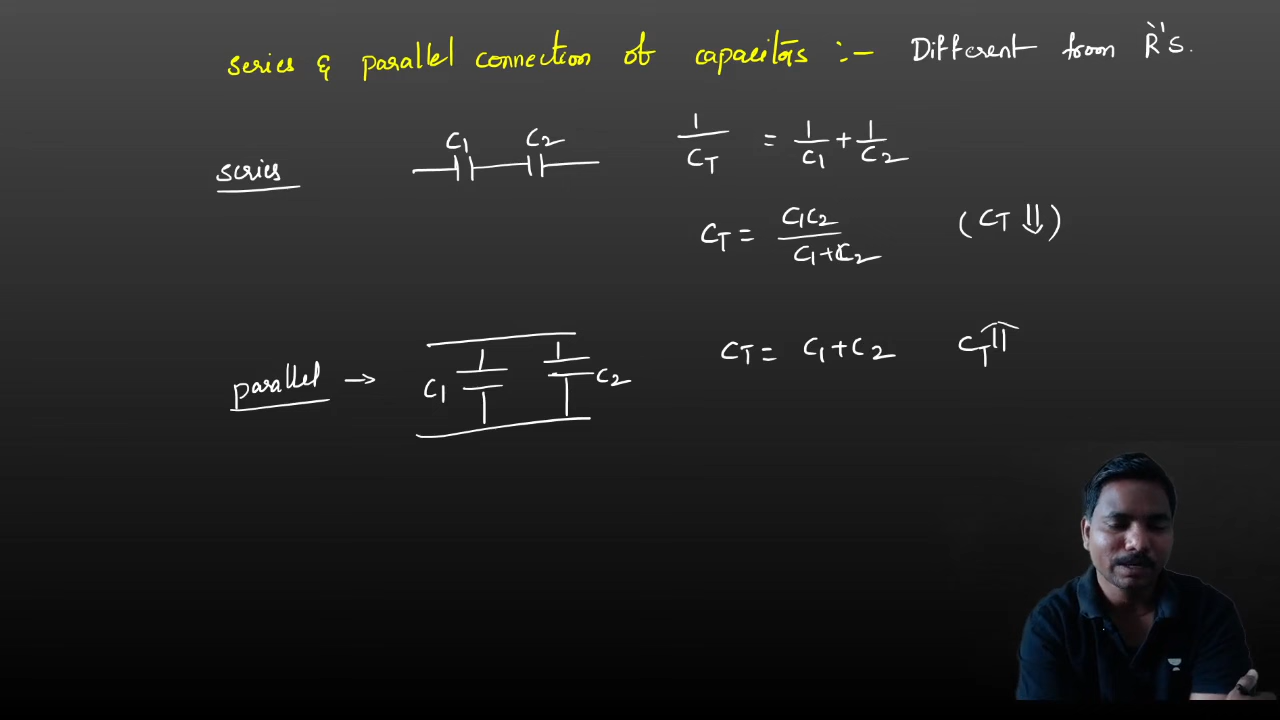 series & parallel connection of capacitors :- Different from R's.
series C1 C2 1/CT = 1/C1 + 1/C2
CT = C1C2/C1+C2 (CT ⇓)
parallel → C1 C2 CT = C1+C2 CT⇑